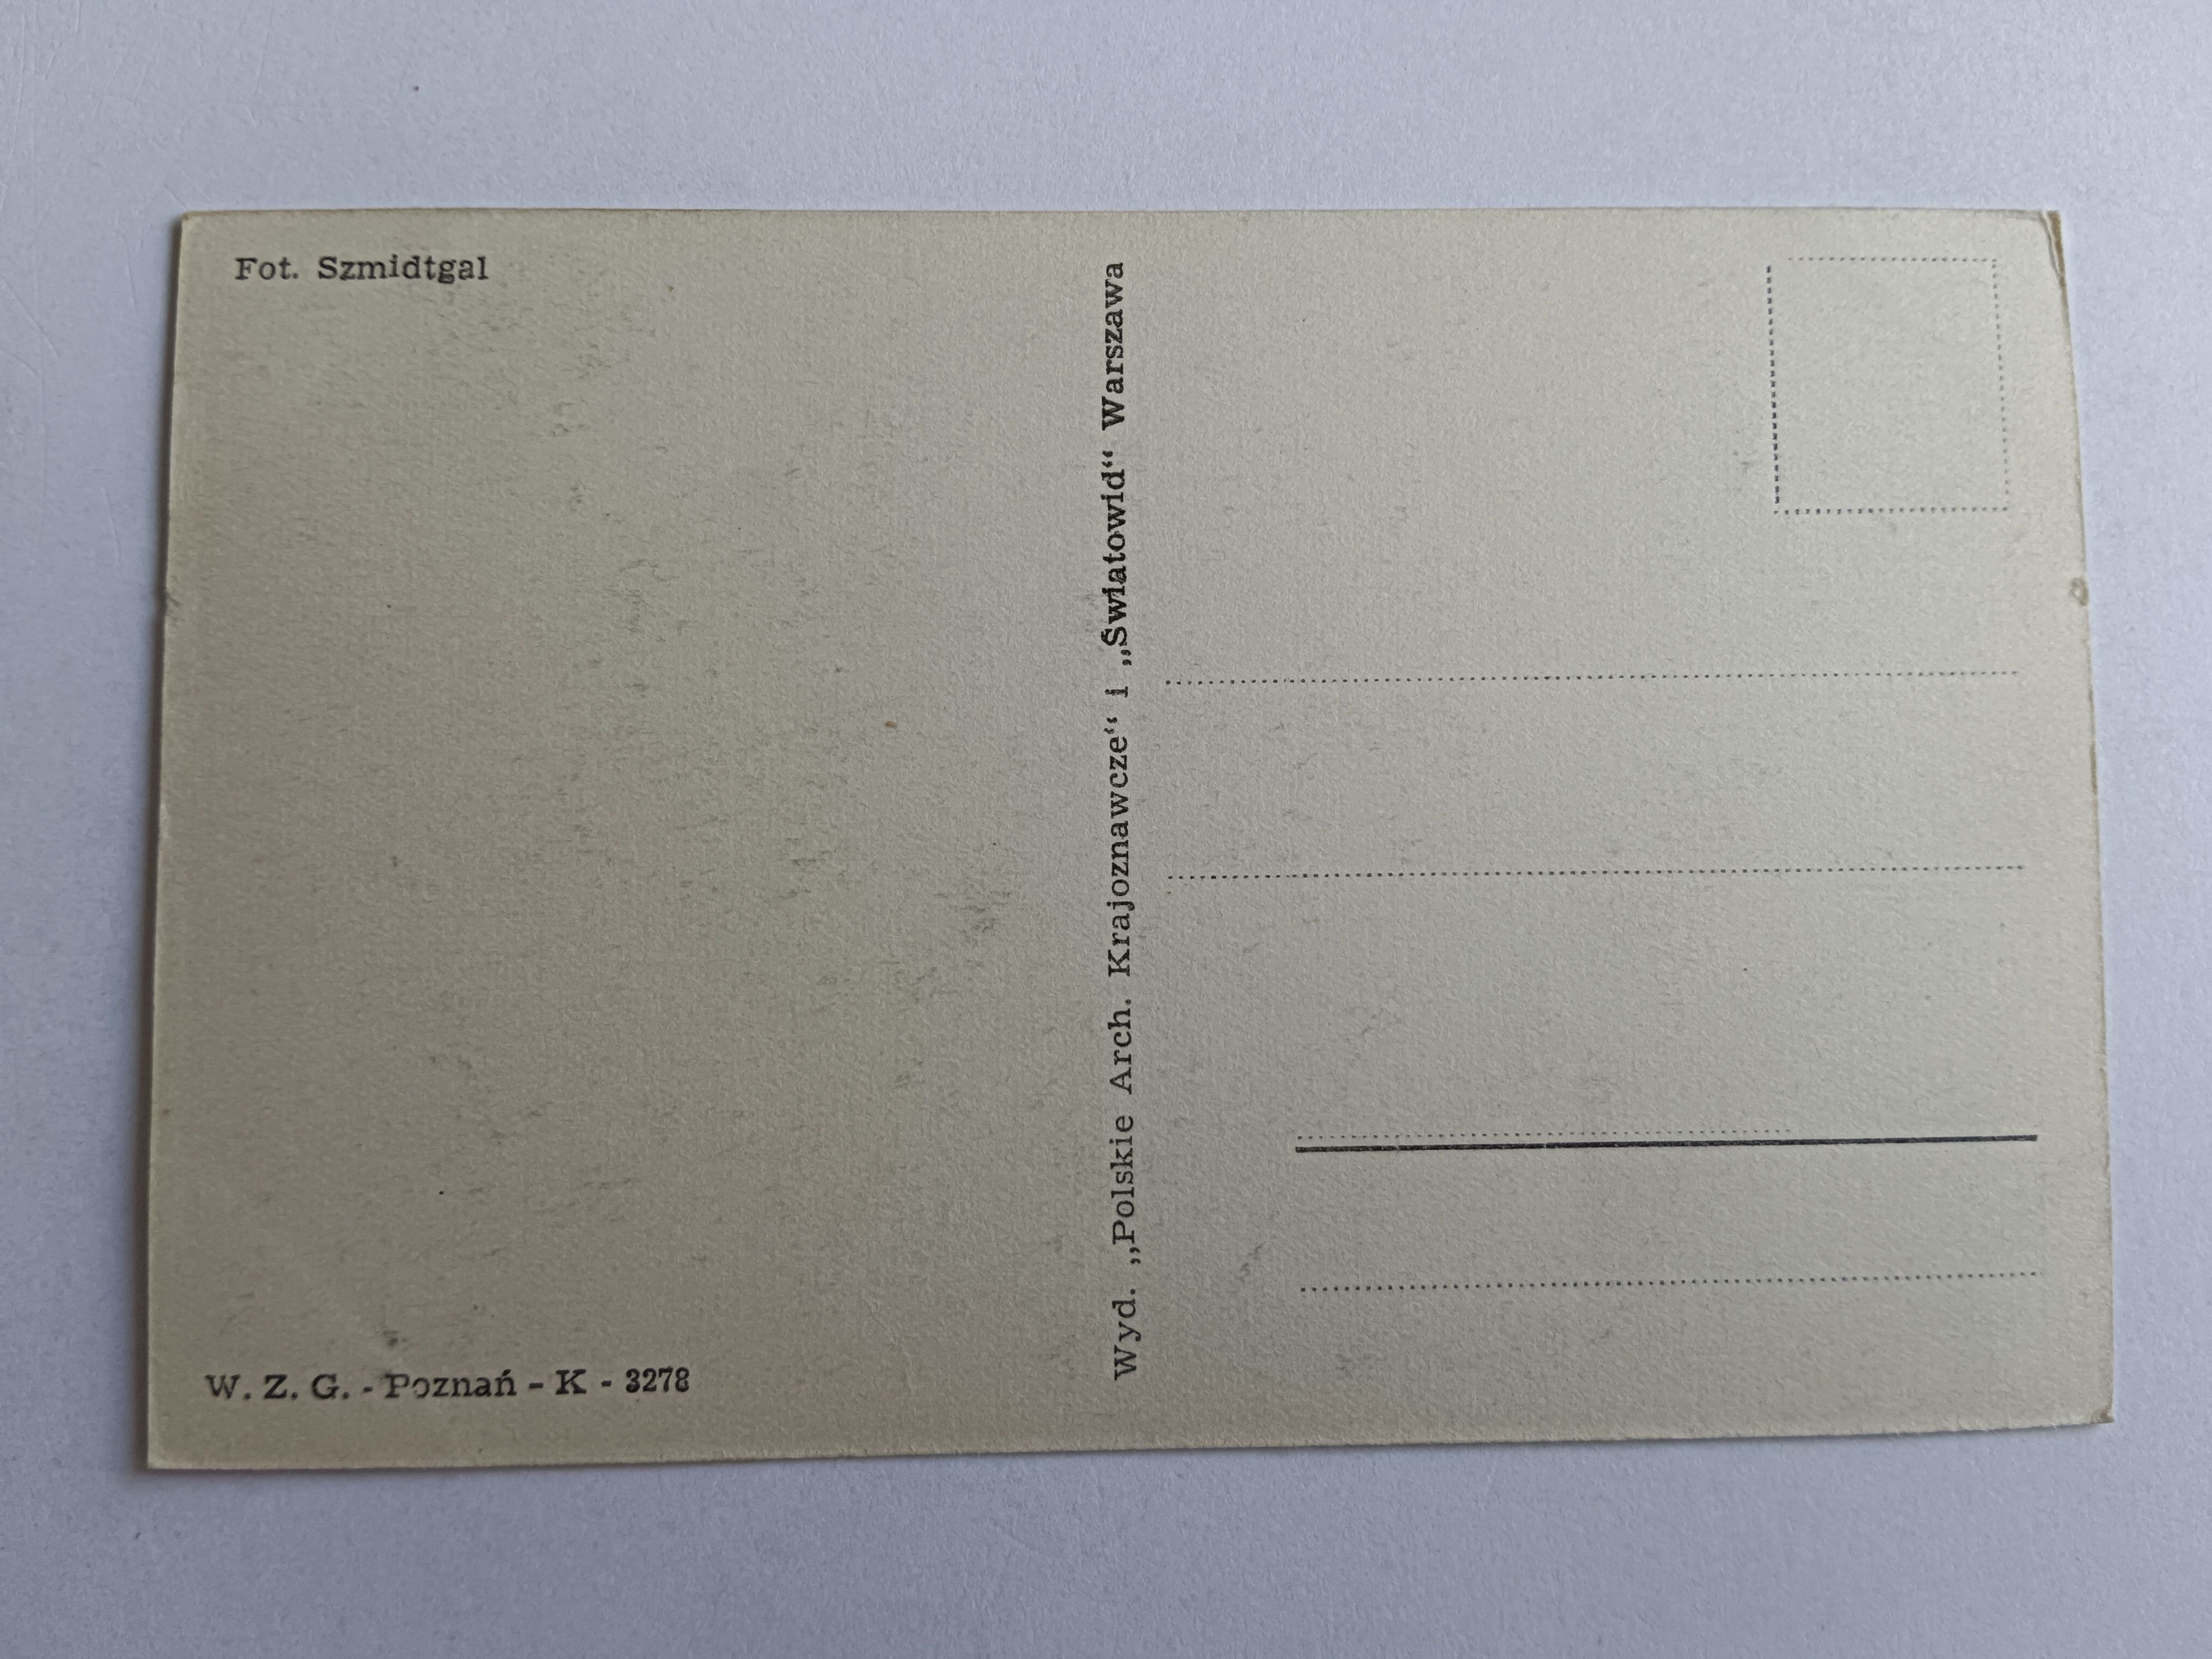 Fot. Szmidtgal
Wyd. „Polskie Arch. Krajoznawcze“ i „Światowid“ Warszawa
W. Z. G. - Poznań - K - 3278